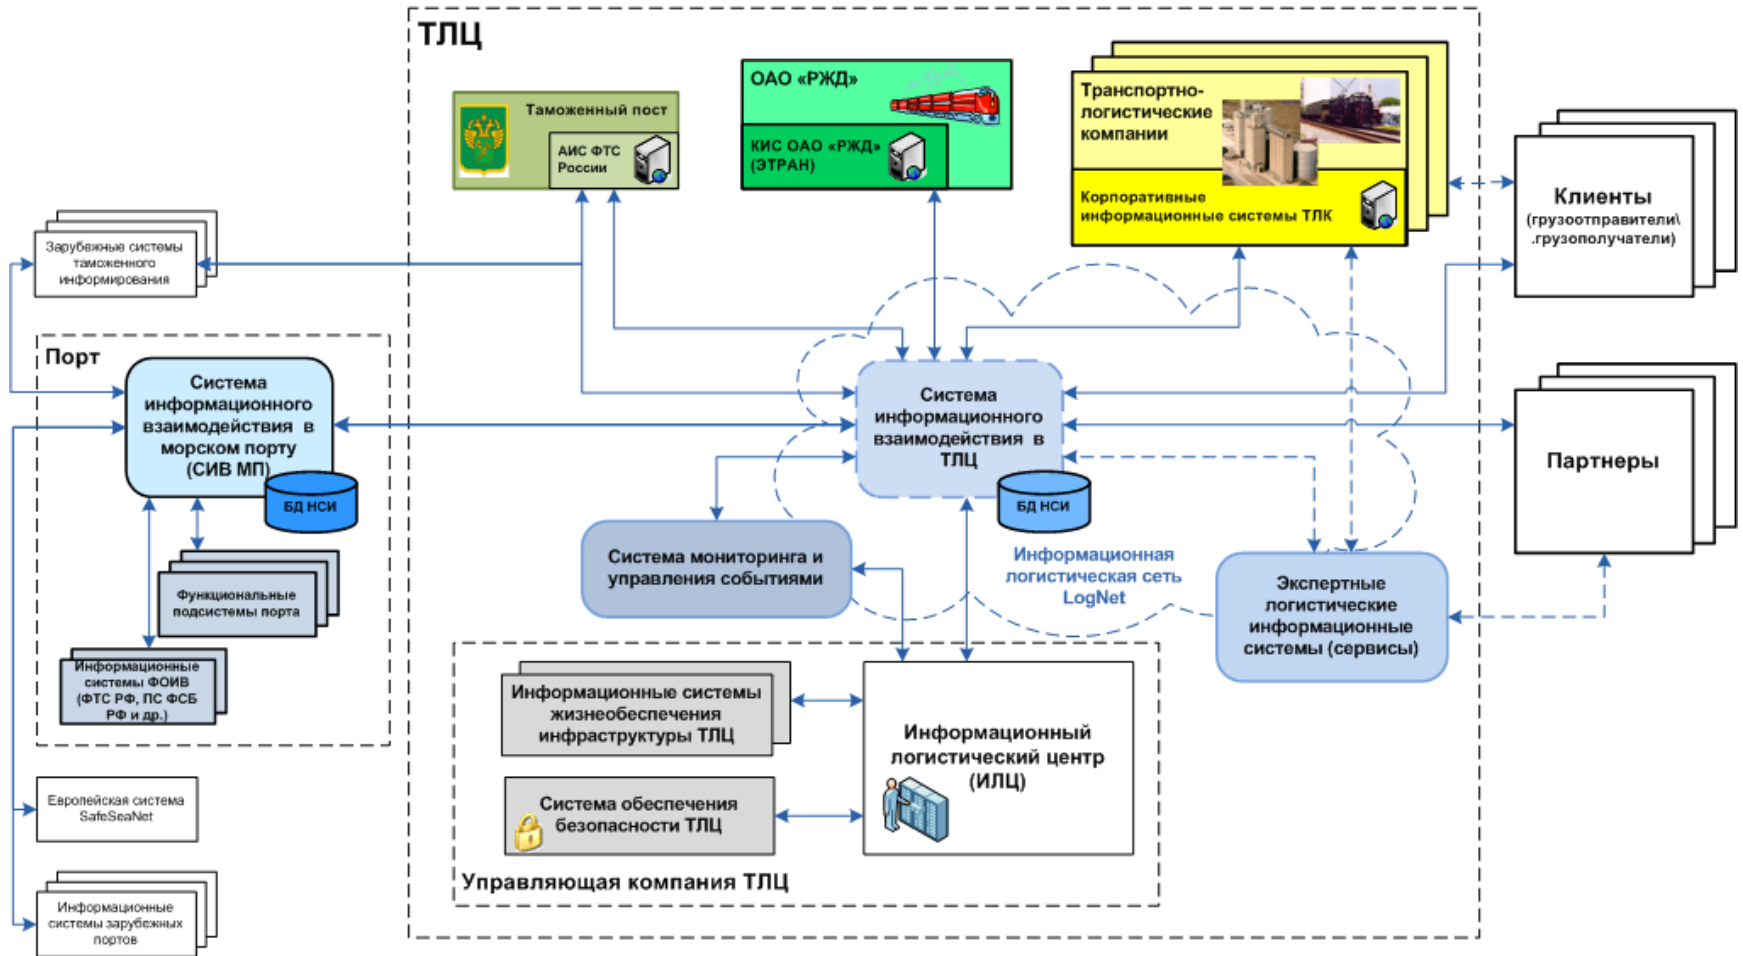 ТЛЦ
Таможенный пост
АИС ФТС
России
ОАО «РЖД»
КИС ОАО «РЖД»
(ЭТРАН)
Транспортно-
логистические
компании
Корпоративные
информационные системы ТЛК
Клиенты
(грузоотправители\
.грузополучатели)
Зарубежные системы
таможенного
информирования
Порт
Система
информационного
взаимодействия в
морском порту
(СИВ МП)
БД НСИ
Функциональные
подсистемы порта
Информационные
системы ФОИВ
(ФТС РФ, ПС ФСБ
РФ и др.)
Европейская система
SafeSeaNet
Информационные
системы зарубежных
портов
Система
информационного
взаимодействия в
ТЛЦ
БД НСИ
Партнеры
Система мониторинга и
управления событиями
Информационная
логистическая сеть
LogNet
Экспертные
логистические
информационные
системы (сервисы)
Информационные системы
жизнеобеспечения
инфраструктуры ТЛЦ
Информационный
логистический центр
(ИЛЦ)
Система обеспечения
безопасности ТЛЦ
Управляющая компания ТЛЦ